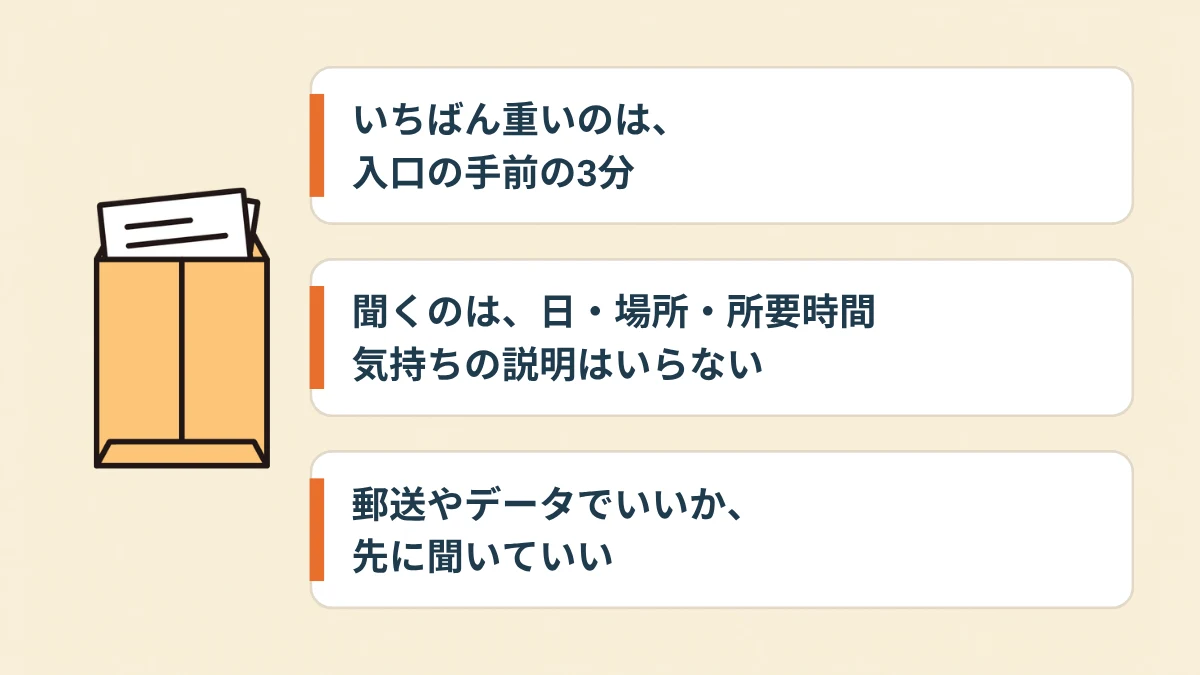 いちばん重いのは、
入口の手前の3分
聞くのは、日・場所・所要時間
気持ちの説明はいらない
郵送やデータでいいか、
先に聞いていい